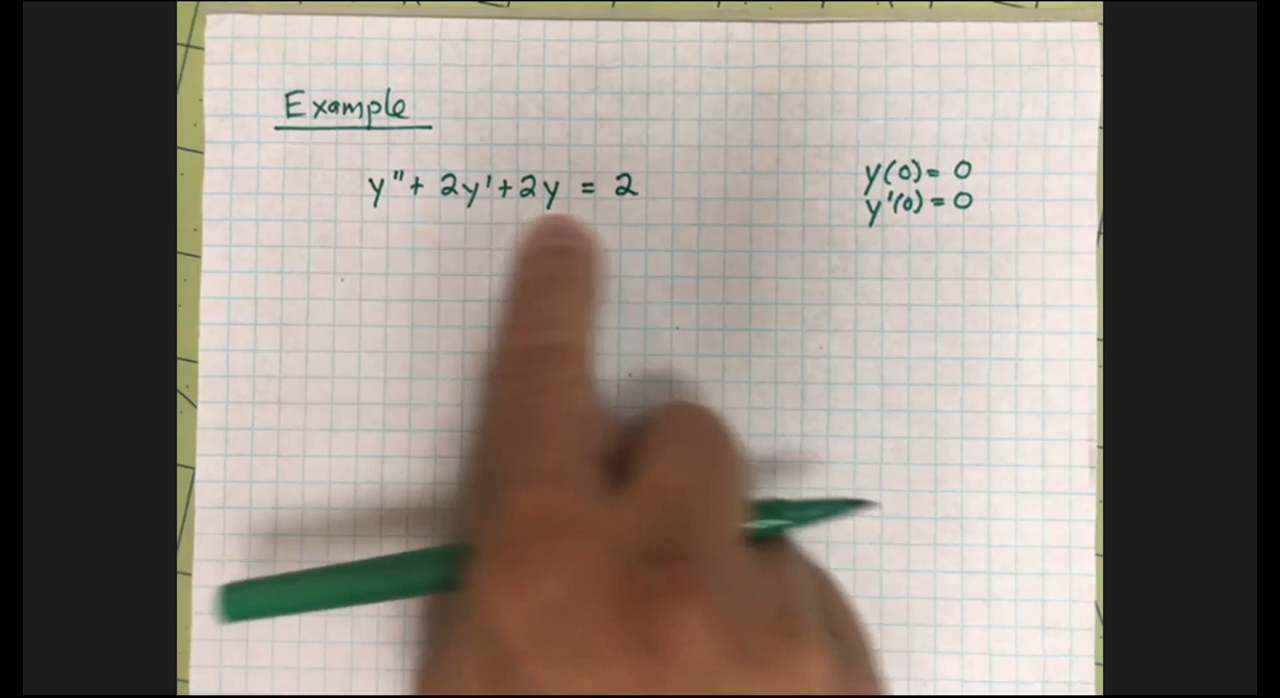 Example
y"+ 2y'+2y = 2
y(0)= 0
y'(0) = 0